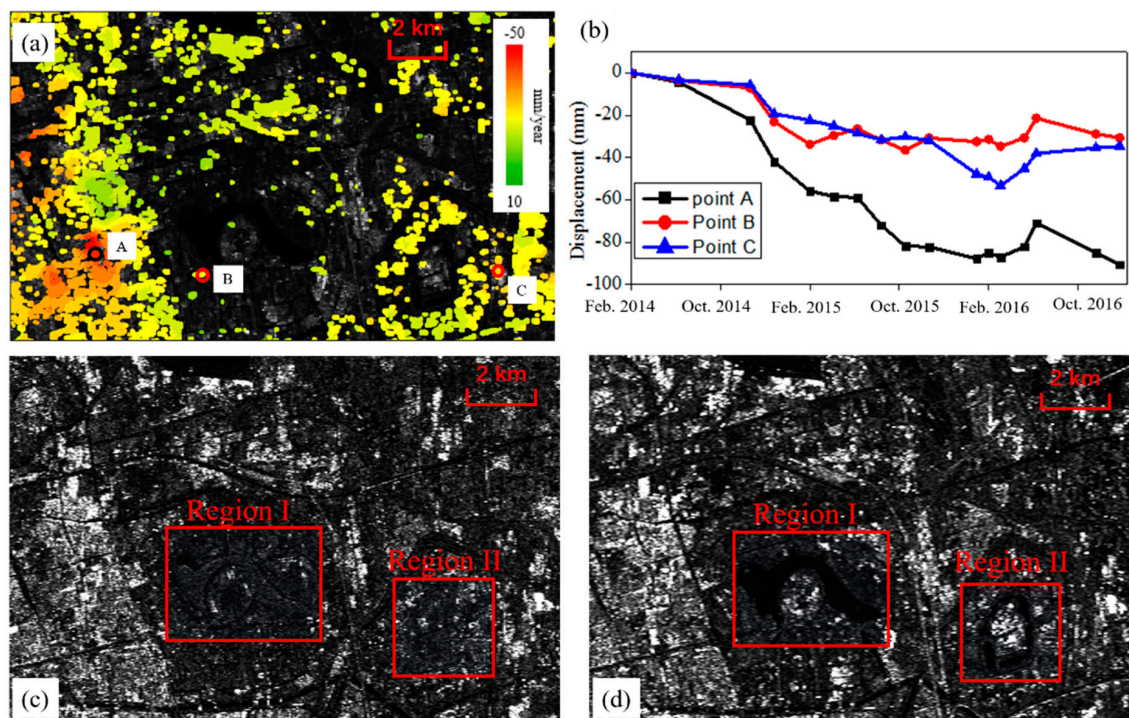 (a)
2 km
-50
mm/year
10
A
B
C
(b)
Displacement (mm)
0
-20
-40
-60
-80
-100
point A
Point B
Point C
Feb. 2014
Oct. 2014
Feb. 2015
Oct. 2015
Feb. 2016
Oct. 2016
2 km
Region I
Region II
(c)
2 km
Region I
Region II
(d)